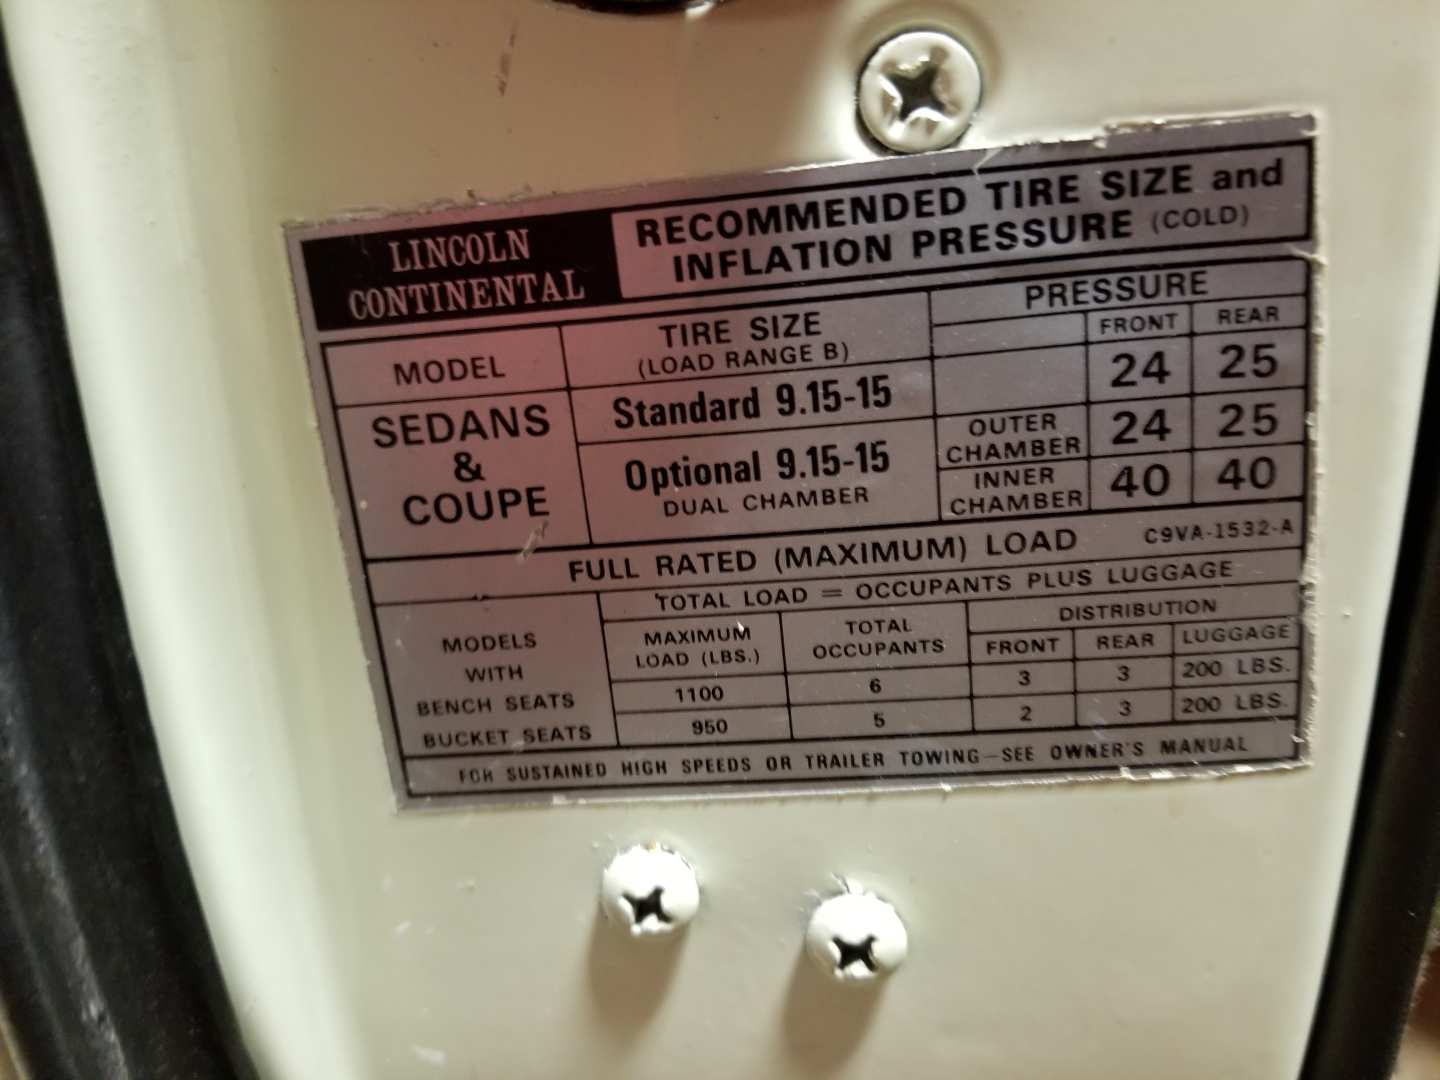 LINCOLN
CONTINENTAL
RECOMMENDED TIRE SIZE and
INFLATION PRESSURE (COLD)
MODEL
TIRE SIZE
(LOAD RANGE B)
PRESSURE
FRONT REAR
SEDANS
&
COUPE
Standard 9.15-15
24 25
Optional 9.15-15
DUAL CHAMBER
OUTER
CHAMBER
24 25
INNER
CHAMBER
40 40
FULL RATED (MAXIMUM) LOAD C9VA-1532-A
TOTAL LOAD = OCCUPANTS PLUS LUGGAGE
MODELS
WITH
MAXIMUM
LOAD (LBS.)
TOTAL
OCCUPANTS
DISTRIBUTION
FRONT REAR LUGGAGE
BENCH SEATS 1100 6 3 3 200 LBS.
BUCKET SEATS 950 5 2 3 200 LBS.
FOR SUSTAINED HIGH SPEEDS OR TRAILER TOWING—SEE OWNER'S MANUAL